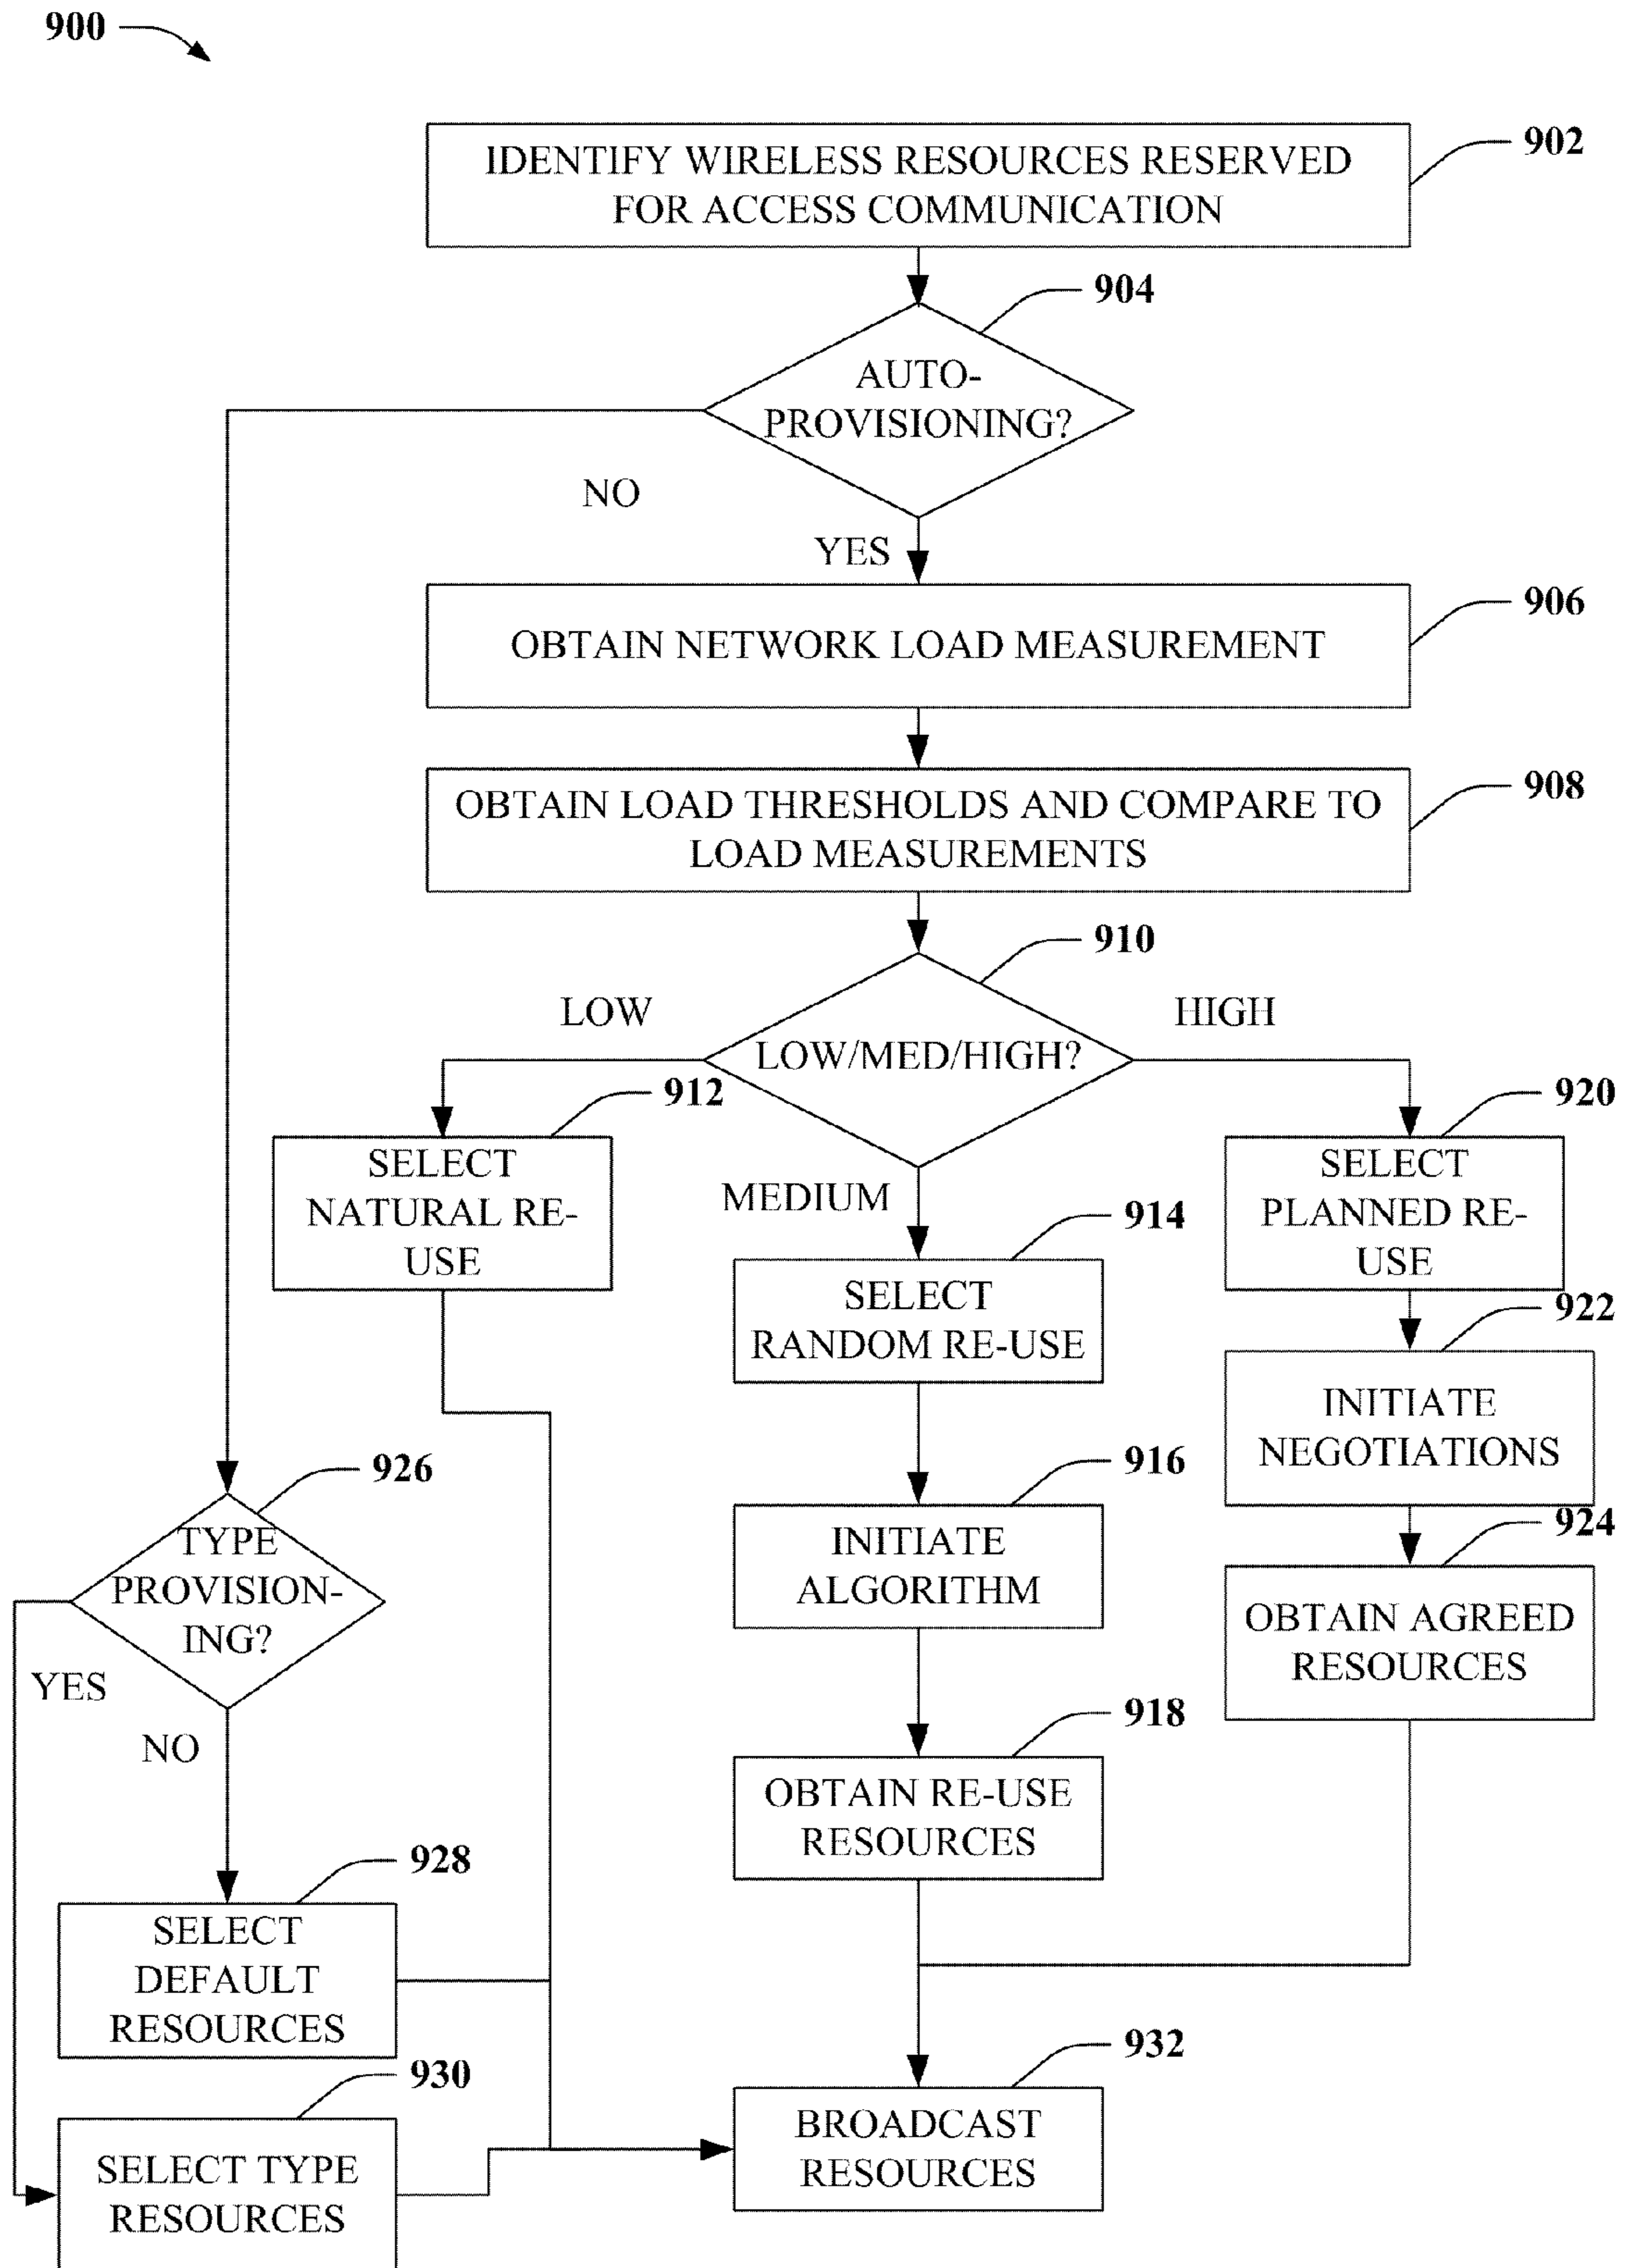 900
IDENTIFY WIRELESS RESOURCES RESERVED
FOR ACCESS COMMUNICATION
902
904
AUTO-
PROVISIONING?
NO
YES
906
OBTAIN NETWORK LOAD MEASUREMENT
908
OBTAIN LOAD THRESHOLDS AND COMPARE TO
LOAD MEASUREMENTS
910
LOW
HIGH
LOW/MED/HIGH?
912
920
SELECT
NATURAL RE-
USE
MEDIUM
SELECT
PLANNED RE-
USE
914
SELECT
RANDOM RE-USE
922
INITIATE
NEGOTIATIONS
926
916
924
TYPE
PROVISION-
ING?
INITIATE
ALGORITHM
OBTAIN AGREED
RESOURCES
YES
NO
918
OBTAIN RE-USE
RESOURCES
928
SELECT
DEFAULT
RESOURCES
930
932
SELECT TYPE
RESOURCES
BROADCAST
RESOURCES